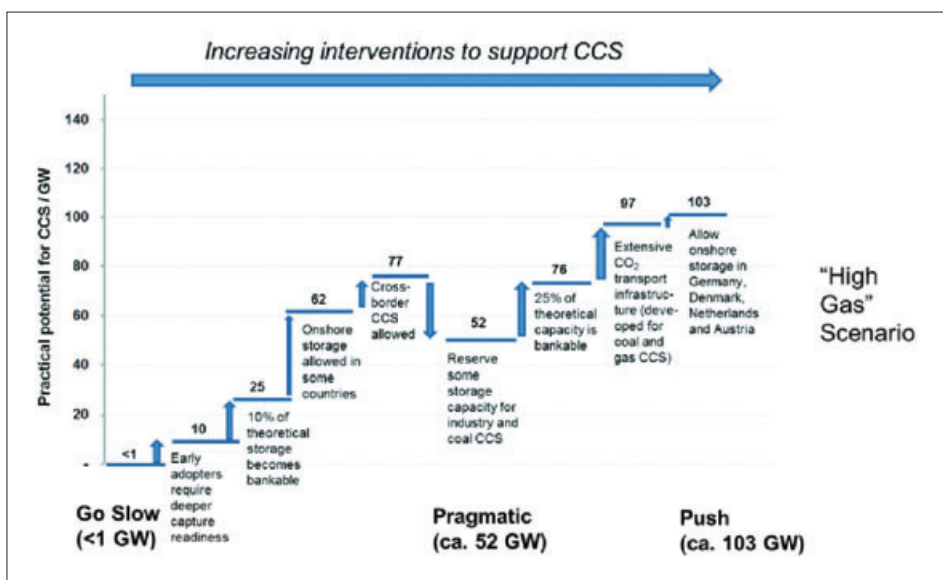 Increasing interventions to support CCS
Practical potential for CCS / GW
140
120
100
80
60
40
20
-
<1
10
Early
adopters
require
deeper
capture
readiness
25
10% of
theoretical
storage
becomes
bankable
62
Onshore
storage
allowed in
some
countries
77
Cross-
border
CCS
allowed
52
Reserve
some
storage
capacity for
industry and
coal CCS
76
25% of
theoretical
capacity is
bankable
97
Extensive
CO₂
transport
infrastruc-
ture (deve-
loped for
coal and
gas CCS)
103
Allow
onshore
storage in
Germany,
Denmark,
Netherlands
and Austria
"High
Gas"
Scenario
Go Slow
(<1 GW)
Pragmatic
(ca. 52 GW)
Push
(ca. 103 GW)